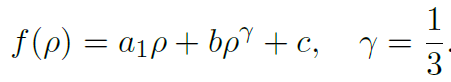 f(ρ) = a₁ρ + bρ^γ + c, γ = 1/3.